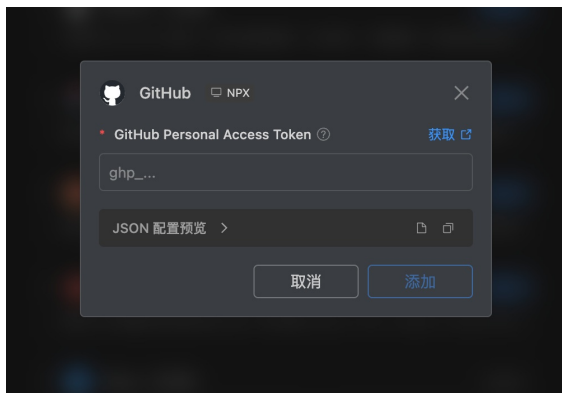 GitHub NPX
* GitHub Personal Access Token ? 获取
ghp_...
JSON 配置预览 >
取消 添加